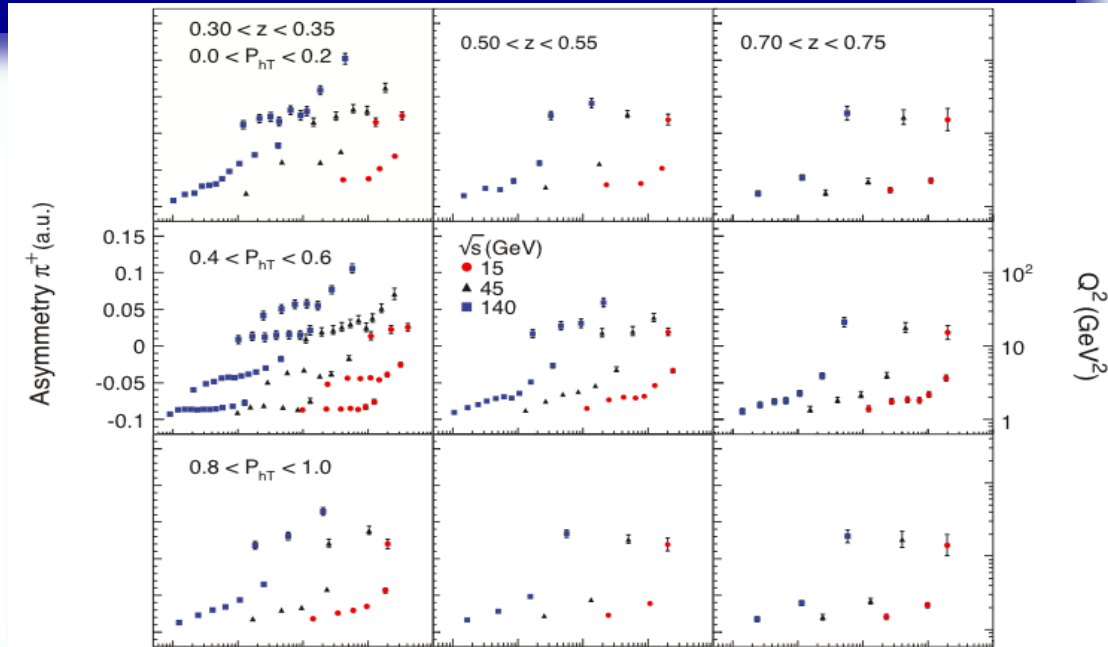 0.30 < z < 0.35
0.0 < P_hT < 0.2
0.50 < z < 0.55
0.70 < z < 0.75
Asymmetry π⁺ (a.u.)
0.15
0.1
0.05
0
-0.05
-0.1
0.4 < P_hT < 0.6
√s (GeV)
15
45
140
10²
10
1
Q² (GeV²)
0.8 < P_hT < 1.0